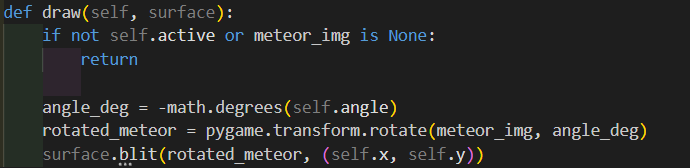 def draw(self, surface):
    if not self.active or meteor_img is None:
        return
    angle_deg = -math.degrees(self.angle)
    rotated_meteor = pygame.transform.rotate(meteor_img, angle_deg)
    surface.blit(rotated_meteor, (self.x, self.y))